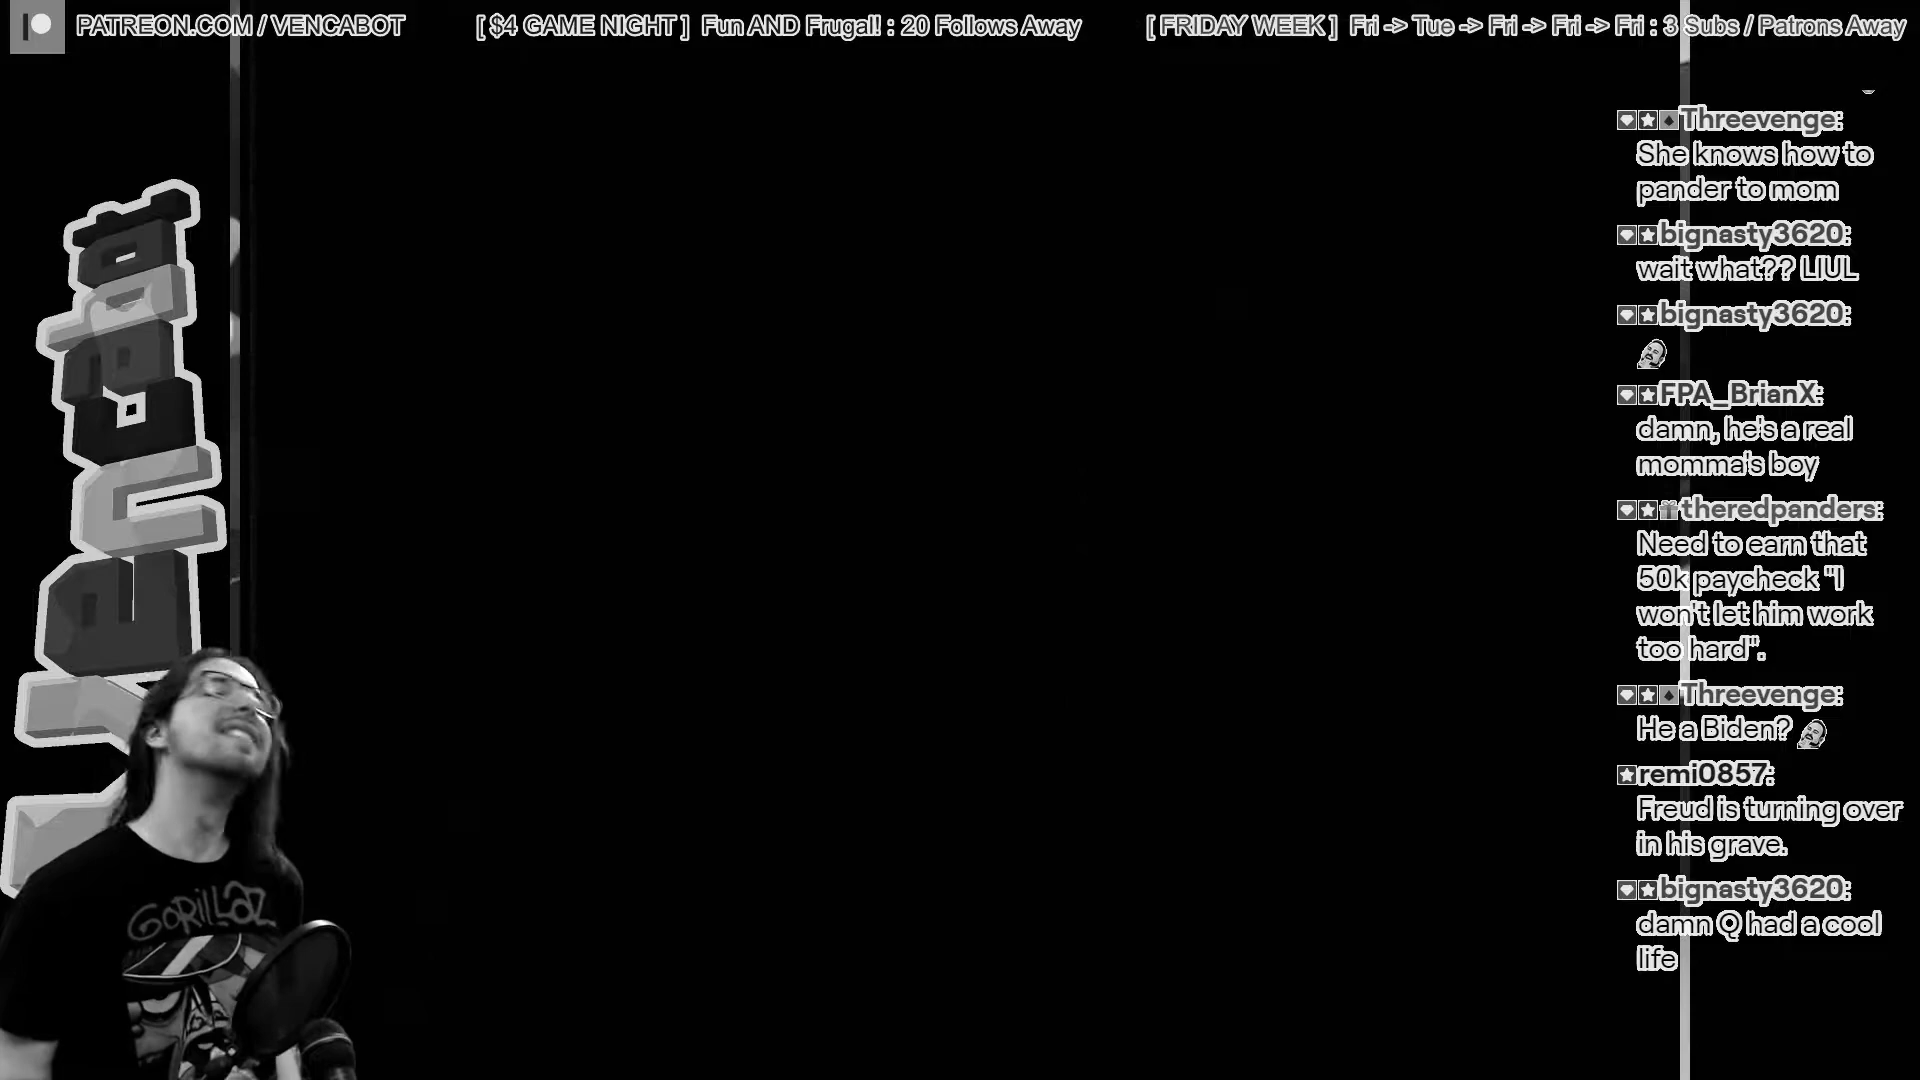 PATREON.COM / VENCABOT
[ $4 GAME NIGHT ] Fun AND Frugal! : 20 Follows Away
[ FRIDAY WEEK ] Fri -> Tue -> Fri -> Fri -> Fri : 3 Subs / Patrons Away
Vencabot
GORILLAZ
Threevenge:
She knows how to
pander to mom
bignasty3620:
wait what?? LIUL
bignasty3620:
FPA_BrianX:
damn, he's a real
momma's boy
theredpanders:
Need to earn that
50k paycheck "I
won't let him work
too hard".
Threevenge:
He a Biden?
remi0857:
Freud is turning over
in his grave.
bignasty3620:
damn Q had a cool
life